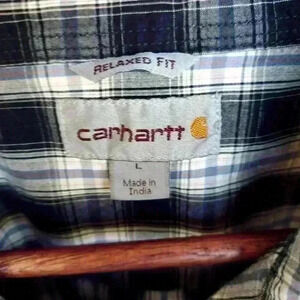 RELAXED FIT
carhartt
L
Made in
India